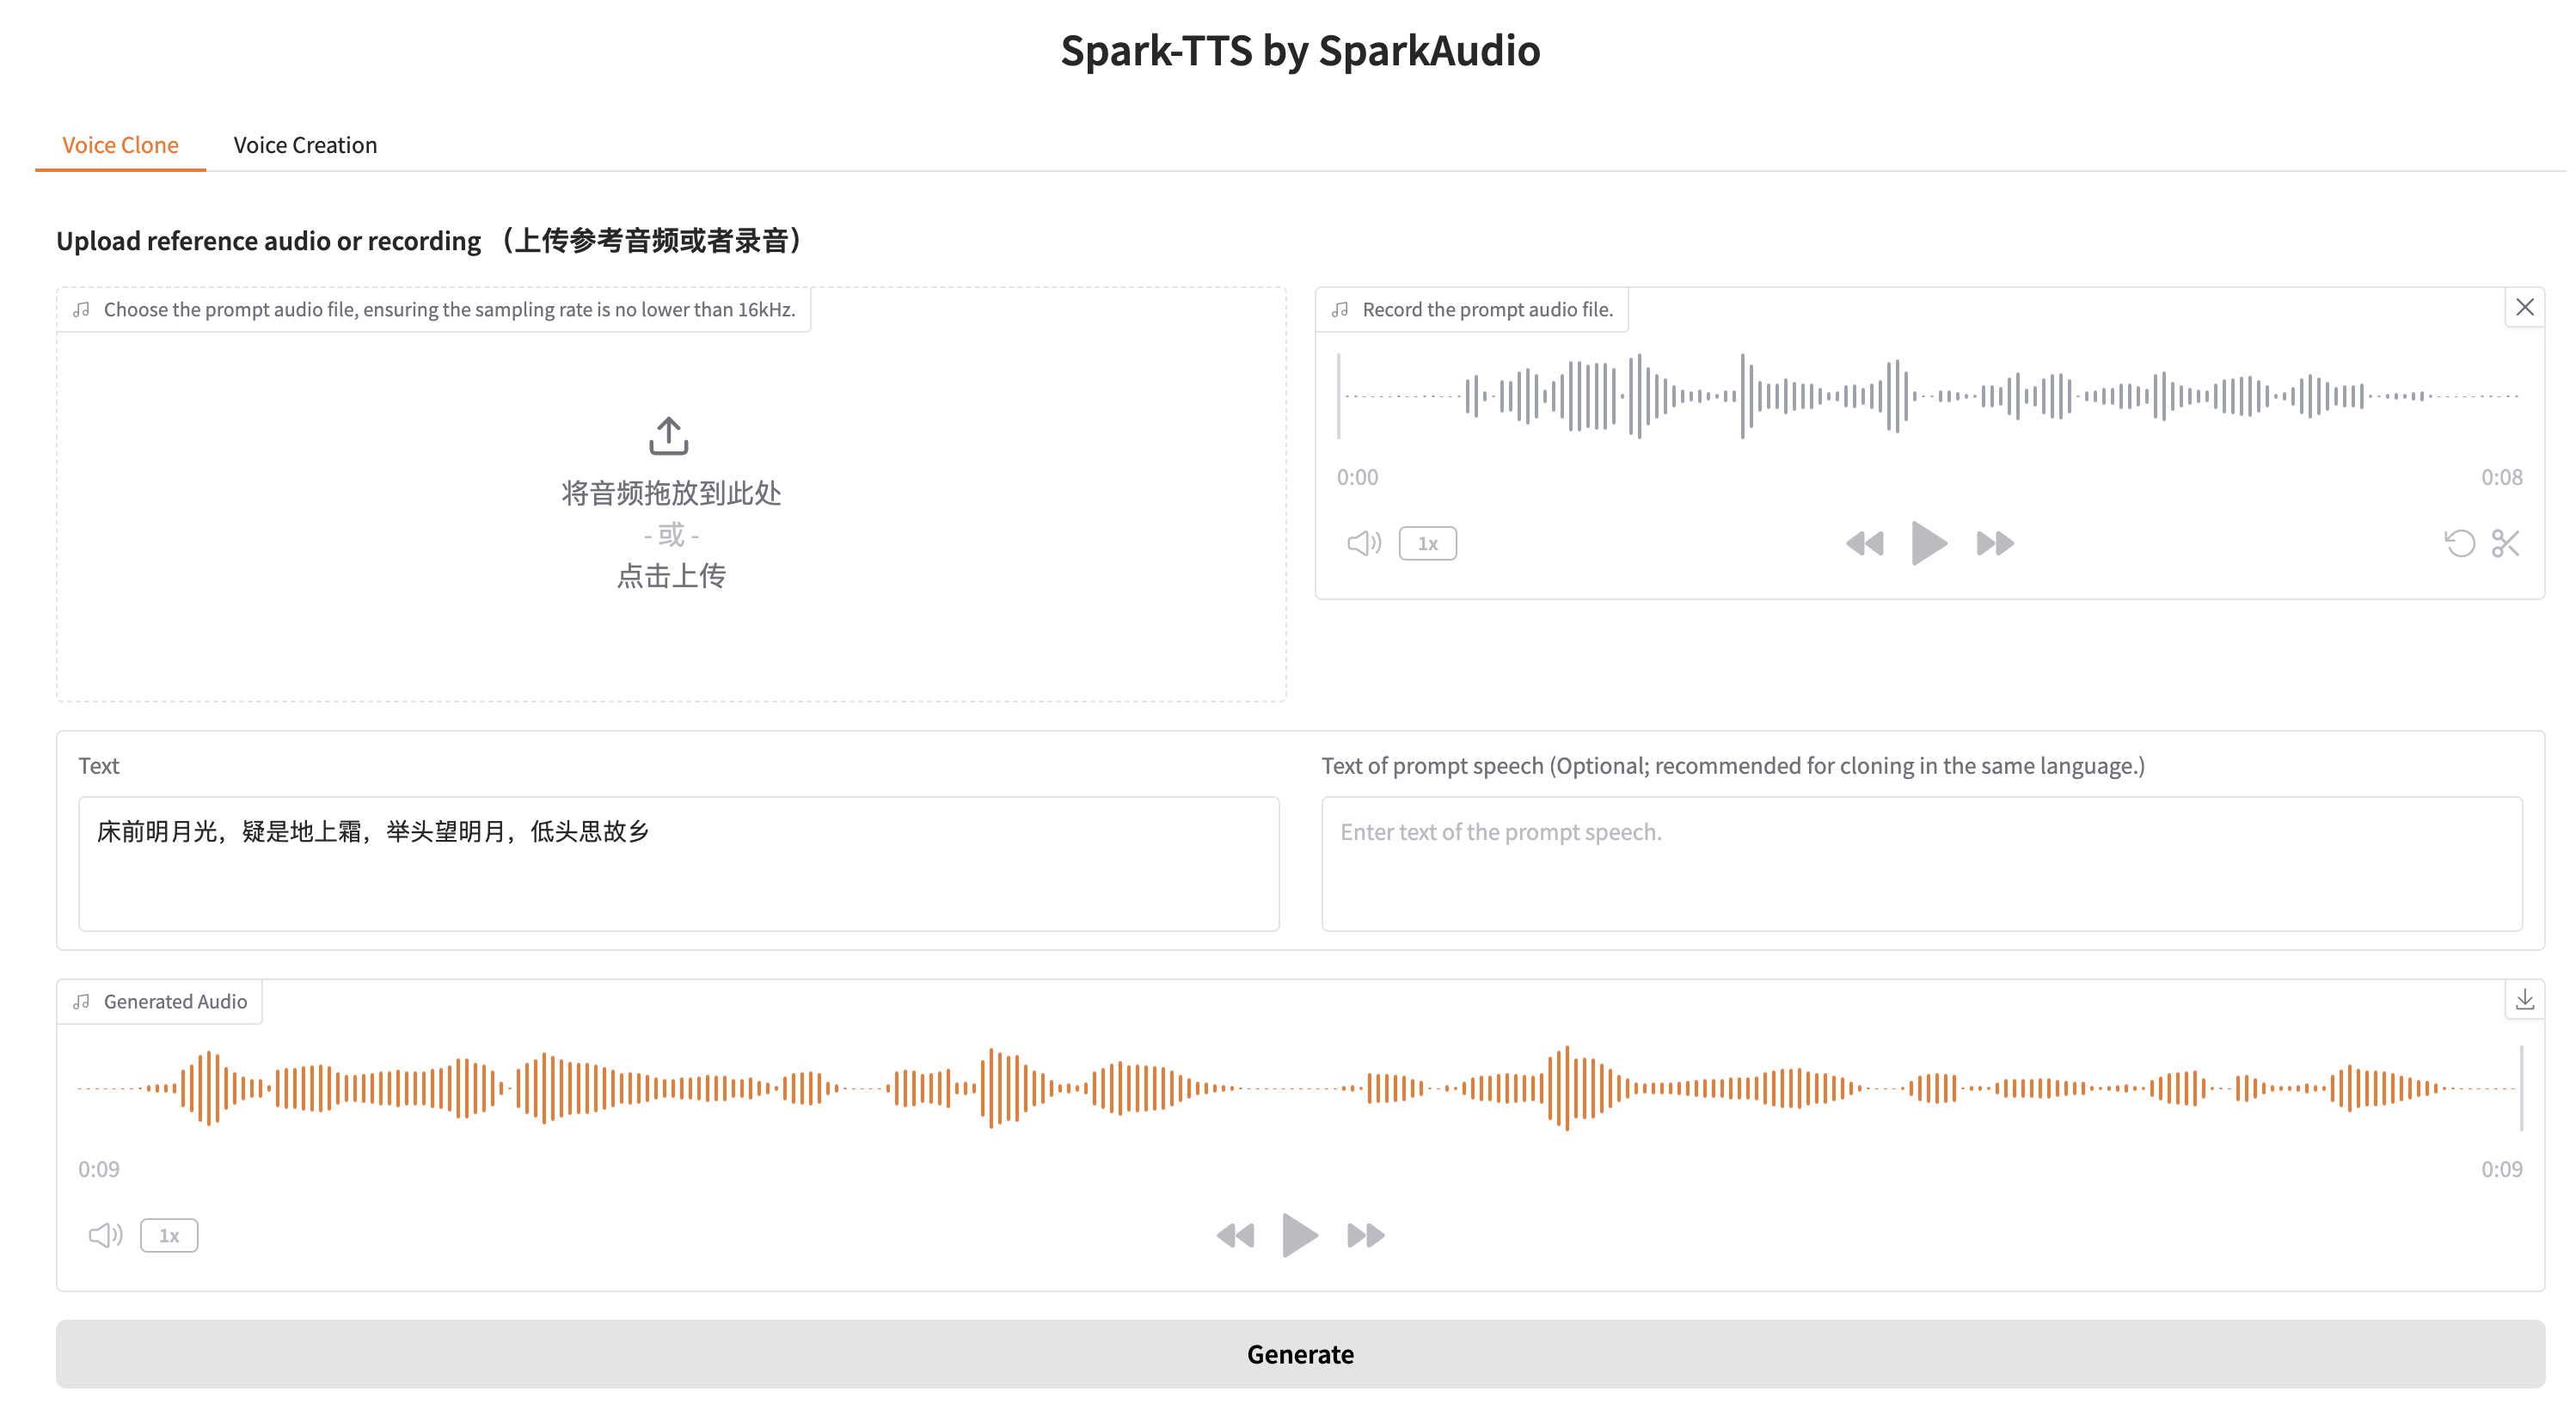 Spark-TTS by SparkAudio
Voice Clone
Voice Creation
Upload reference audio or recording （上传参考音频或者录音）
Choose the prompt audio file, ensuring the sampling rate is no lower than 16kHz.
将音频拖放到此处
- 或 -
点击上传
Record the prompt audio file.
0:00
0:08
1x
Text
床前明月光，疑是地上霜，举头望明月，低头思故乡
Text of prompt speech (Optional; recommended for cloning in the same language.)
Enter text of the prompt speech.
Generated Audio
0:09
0:09
1x
Generate